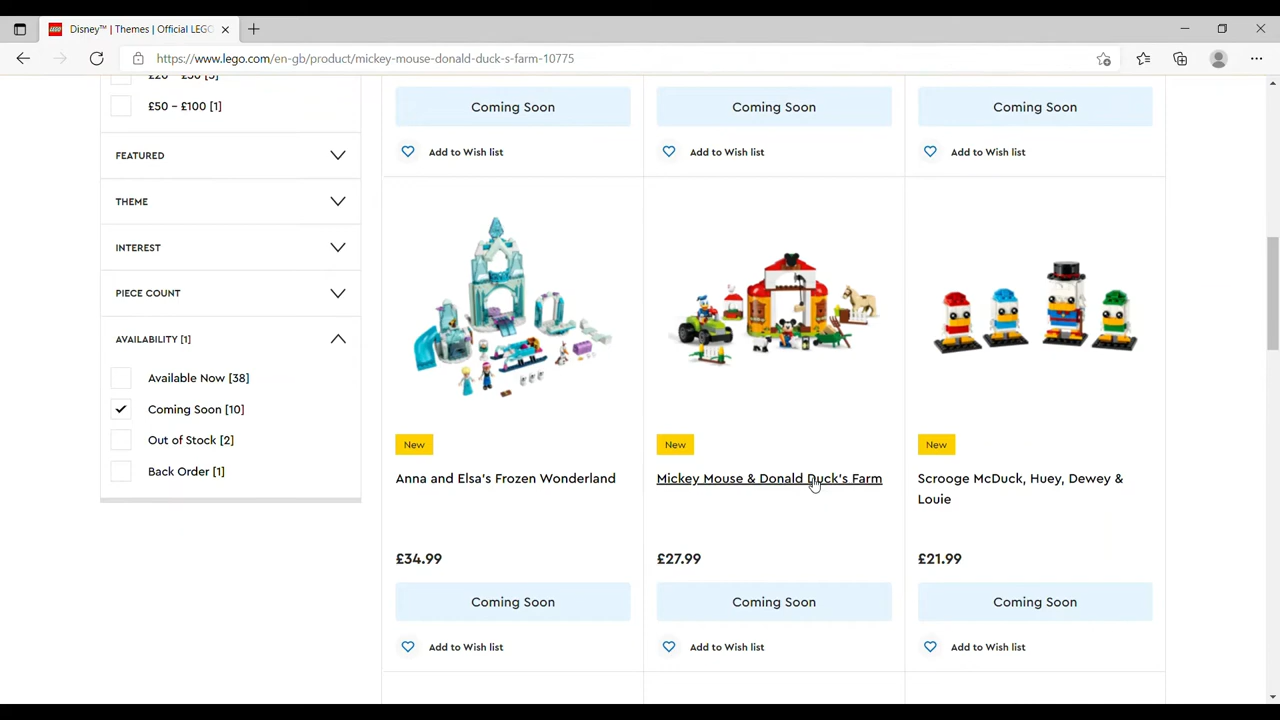 Disney™ | Themes | Official LEGO
https://www.lego.com/en-gb/product/mickey-mouse-donald-duck-s-farm-10775
£20 – £50 [5]
£50 – £100 [1]
FEATURED
THEME
INTEREST
PIECE COUNT
AVAILABILITY [1]
Available Now [38]
Coming Soon [10]
Out of Stock [2]
Back Order [1]
Coming Soon
Coming Soon
Coming Soon
Add to Wish list
Add to Wish list
Add to Wish list
New
New
New
Anna and Elsa's Frozen Wonderland
Mickey Mouse & Donald Duck's Farm
Scrooge McDuck, Huey, Dewey &
Louie
£34.99
£27.99
£21.99
Coming Soon
Coming Soon
Coming Soon
Add to Wish list
Add to Wish list
Add to Wish list